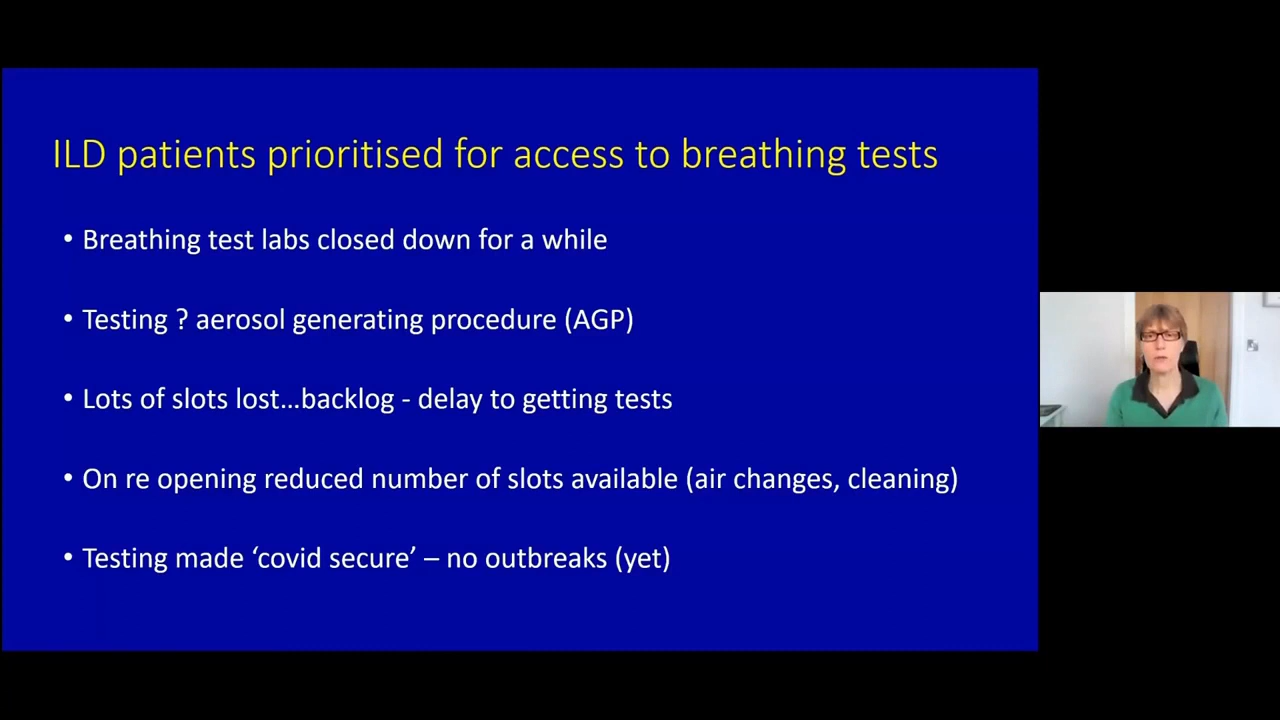 ILD patients prioritised for access to breathing tests
• Breathing test labs closed down for a while
• Testing ? aerosol generating procedure (AGP)
• Lots of slots lost…backlog - delay to getting tests
• On re opening reduced number of slots available (air changes, cleaning)
• Testing made ‘covid secure’ – no outbreaks (yet)